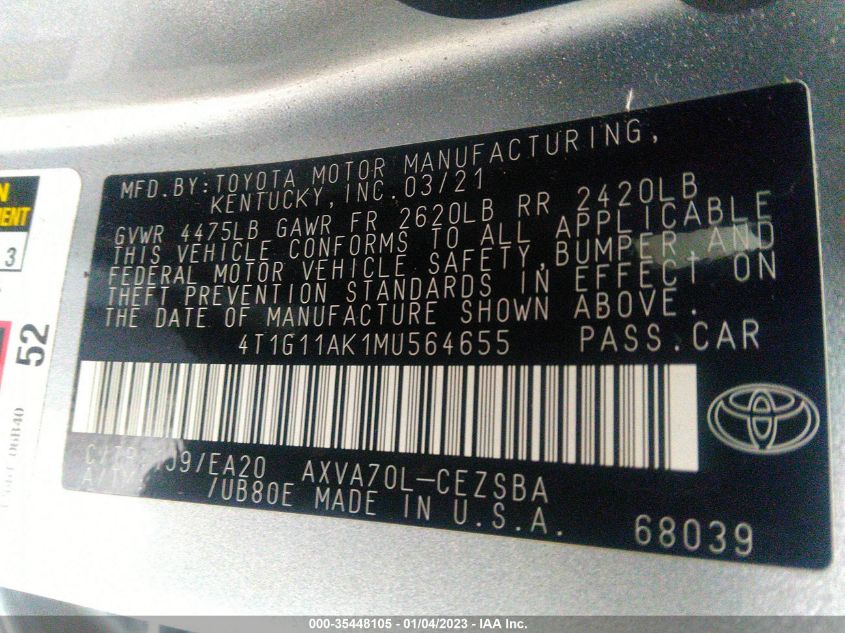 MFD.BY:TOYOTA MOTOR MANUFACTURING,
KENTUCKY,INC.03/21
GVWR 4475LB GAWR FR 2620LB RR 2420LB
THIS VEHICLE CONFORMS TO ALL APPLICABLE
FEDERAL MOTOR VEHICLE SAFETY,BUMPER AND
THEFT PREVENTION STANDARDS IN EFFECT ON
THE DATE OF MANUFACTURE SHOWN ABOVE.
4T1G11AK1MU564655 PASS.CAR
/EA20 AXVA70L-CEZSBA
/UB80E MADE IN U.S.A.
68039
3
52
000-35448105 - 01/04/2023 - IAA Inc.